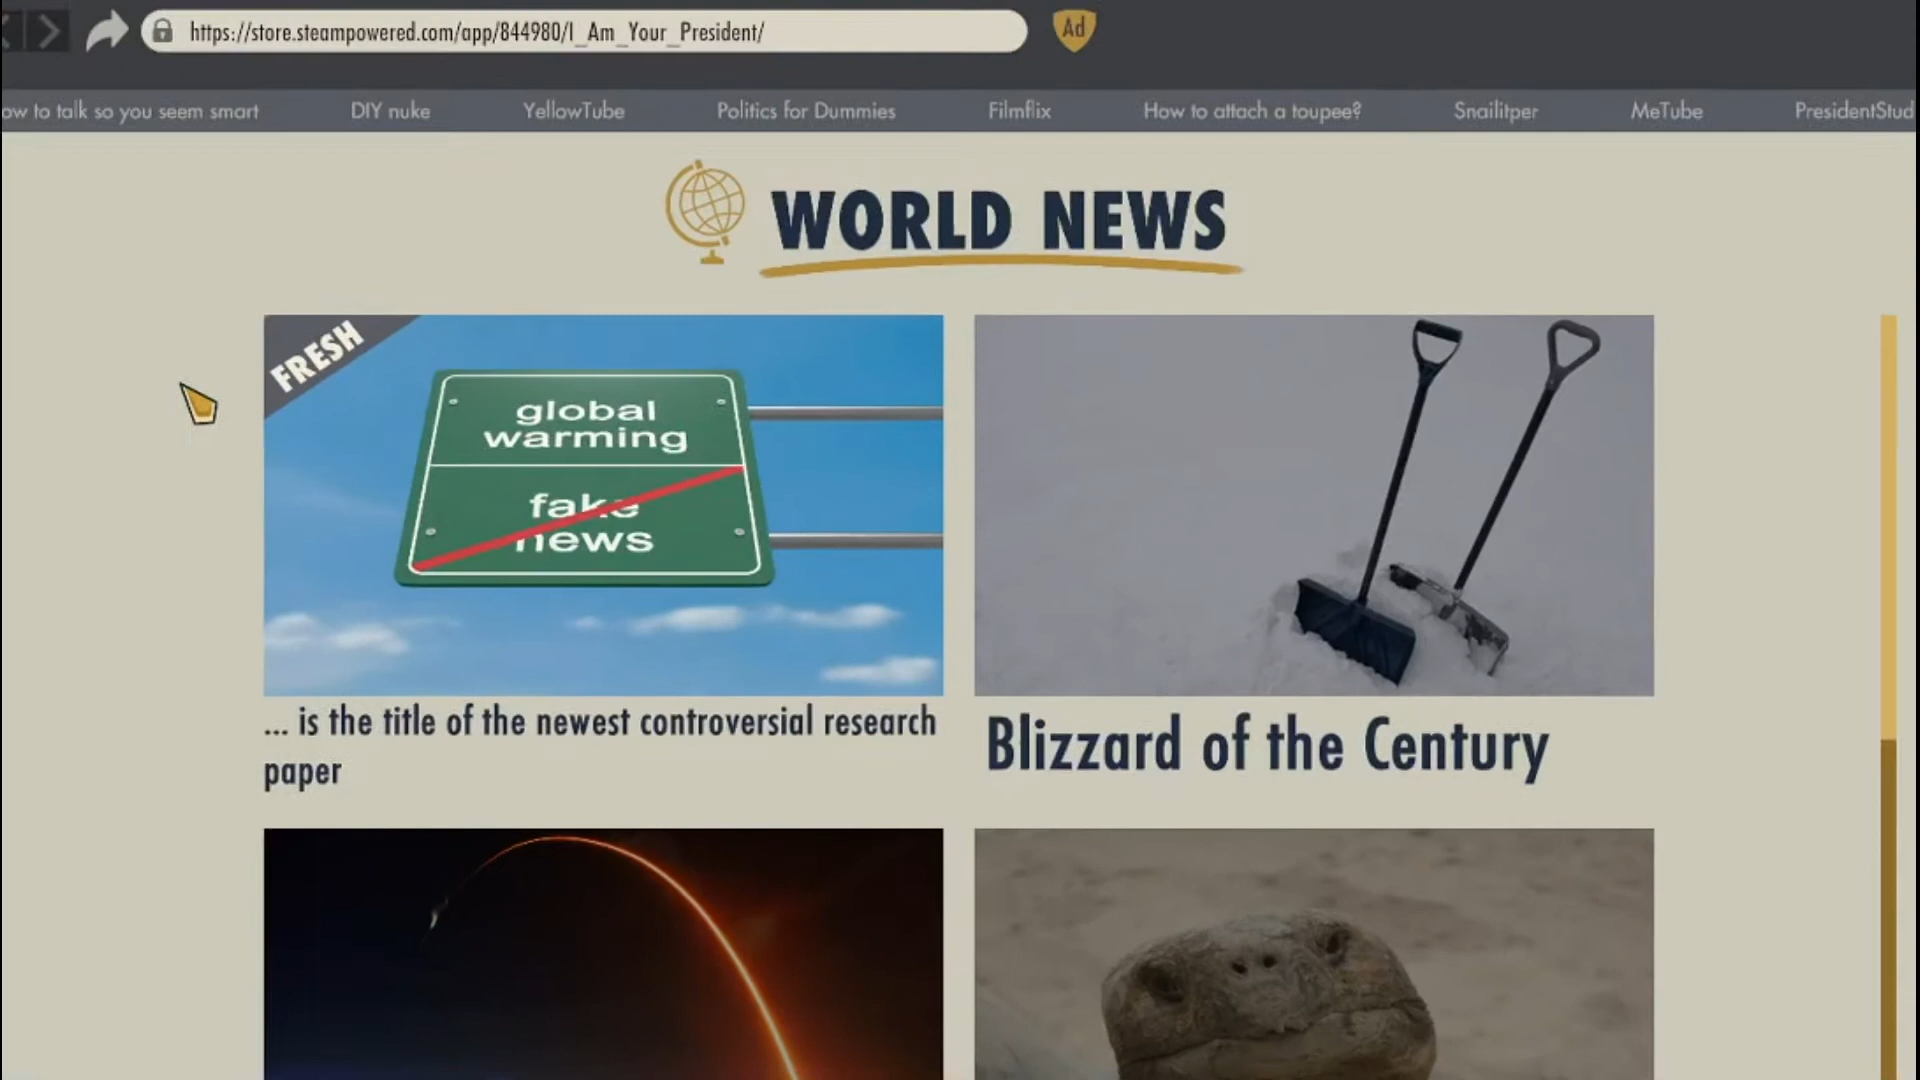 https://store.steampowered.com/app/844980/I_Am_Your_President/
Ad
ow to talk so you seem smart
DIY nuke
YellowTube
Politics for Dummies
Filmflix
How to attach a toupee?
Snailitper
MeTube
PresidentStud
WORLD NEWS
FRESH
global
warming
fake
news
... is the title of the newest controversial research
paper
Blizzard of the Century